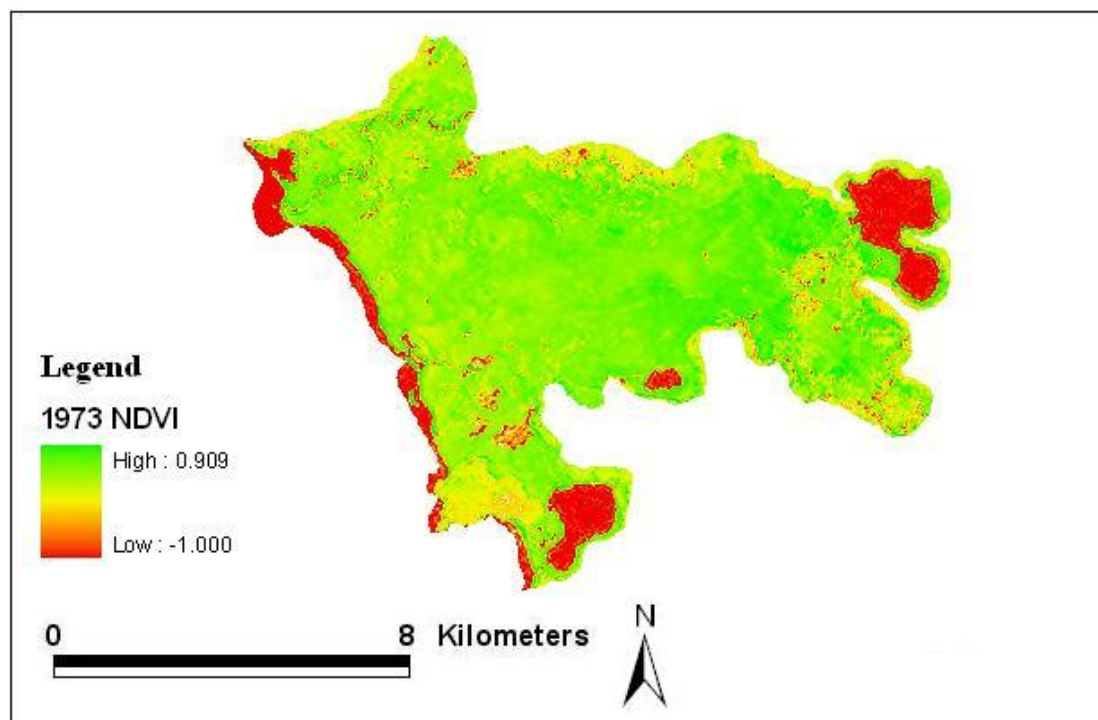 Legend
1973 NDVI
High : 0.909
Low : -1.000
0 8 Kilometers
N